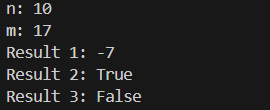 n: 10
m: 17
Result 1: -7
Result 2: True
Result 3: False